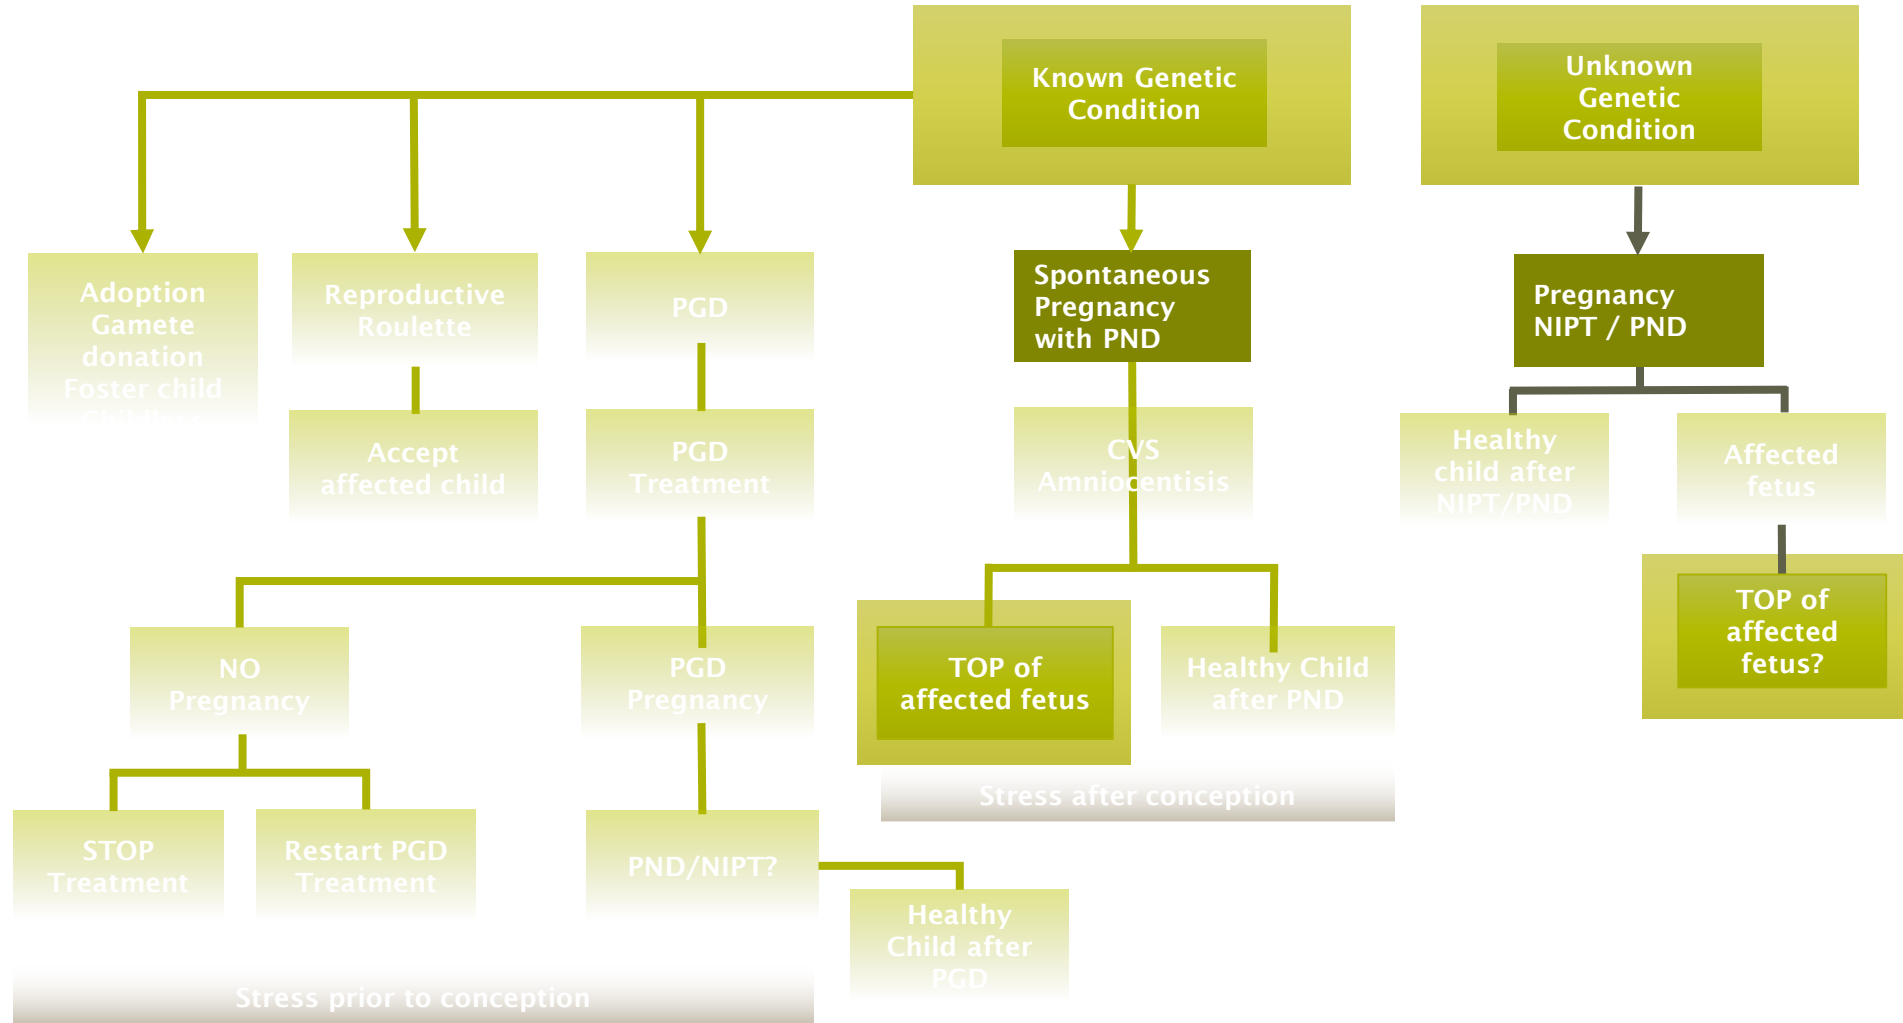 Known Genetic
Condition
Unknown
Genetic
Condition
Adoption
Gamete
donation
Foster child
Reproductive
Roulette
PGD
Spontaneous
Pregnancy
with PND
Pregnancy
NIPT / PND
Accept
affected child
PGD
Treatment
CVS
Amniocentisis
Healthy
child after
NIPT/PND
Affected
fetus
NO
Pregnancy
PGD
Pregnancy
TOP of
affected fetus
Healthy Child
after PND
TOP of
affected
fetus?
Stress after conception
STOP
Treatment
Restart PGD
Treatment
PND/NIPT?
Healthy
Child after
PGD
Stress prior to conception